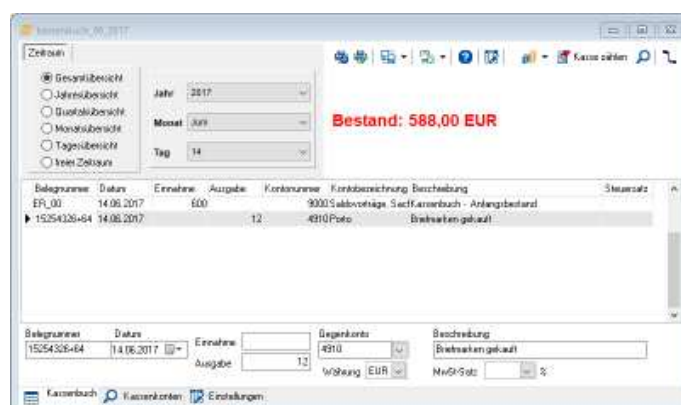 kassenbuch_06_2017
Zeitraum
Gesamtübersicht
Jahresübersicht
Quartalsübersicht
Monatsübersicht
Tagesübersicht
freier Zeitraum
Jahr 2017
Monat Juni
Tag 14
Kasse zählen
Bestand: 588,00 EUR
Belegnummer Datum Einnahme Ausgabe Kontonummer Kontobezeichnung Beschreibung Steuersatz
ER_00 14.06.2017 600 9000 Saldovorträge, Sach Kassenbuch - Anfangsbestand
15254326+64 14.06.2017 12 4910 Porto Briefmarken gekauft
Belegnummer Datum Einnahme Gegenkonto Beschreibung
15254326+64 14.06.2017 4910 Briefmarken gekauft
Ausgabe 12 Währung EUR MwSt-Satz %
Kassenbuch Kassenkonten Einstellungen